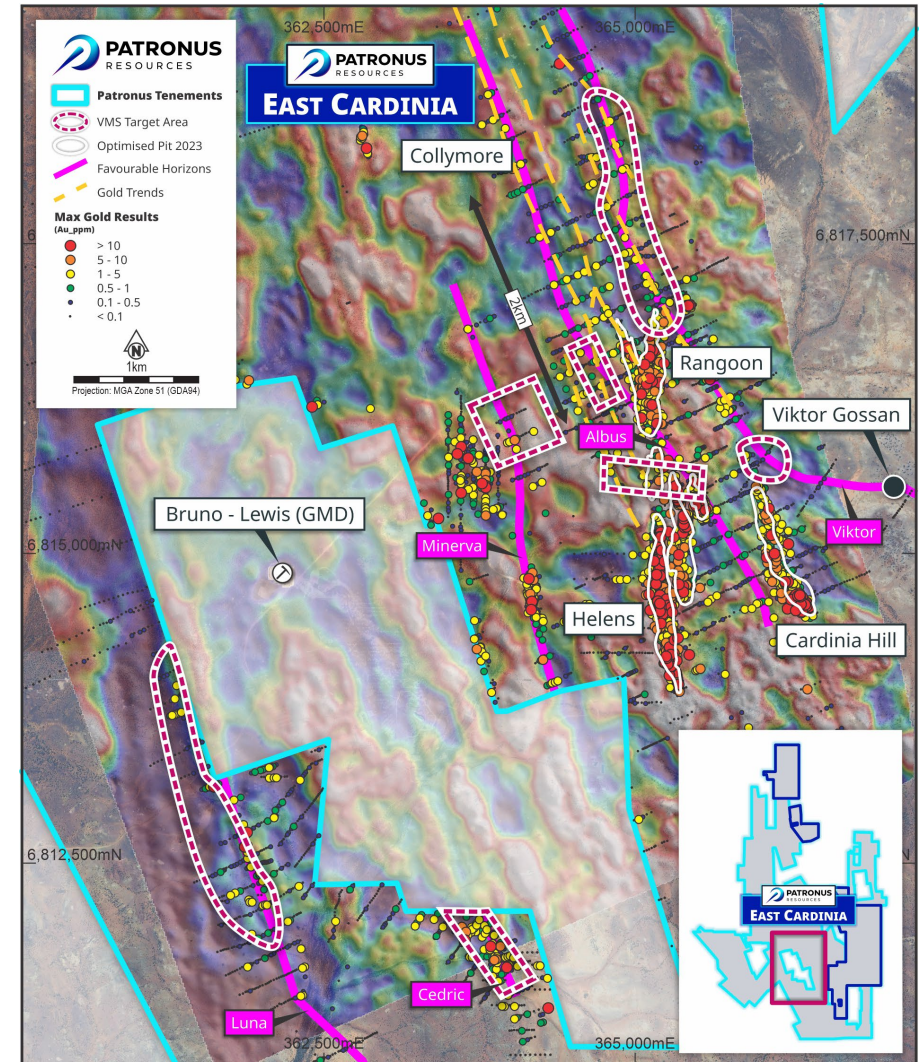 362,500mE
365,000mE
PATRONUS
RESOURCES
Patronus Tenements
VMS Target Area
Optimised Pit 2023
Favourable Horizons
Gold Trends
Max Gold Results
(Au_ppm)
> 10
5 - 10
1 - 5
0.5 - 1
0.1 - 0.5
< 0.1
N
1km
Projection: MGA Zone 51 (GDA94)
PATRONUS
RESOURCES
EAST CARDINIA
Collymore
6,817,500mN
2km
Rangoon
Viktor Gossan
Albus
Bruno - Lewis (GMD)
Viktor
Minerva
6,815,000mN
Helens
Cardinia Hill
6,812,500mN
N
PATRONUS
RESOURCES
EAST CARDINIA
Cedric
Luna
362,500mE
365,000mE